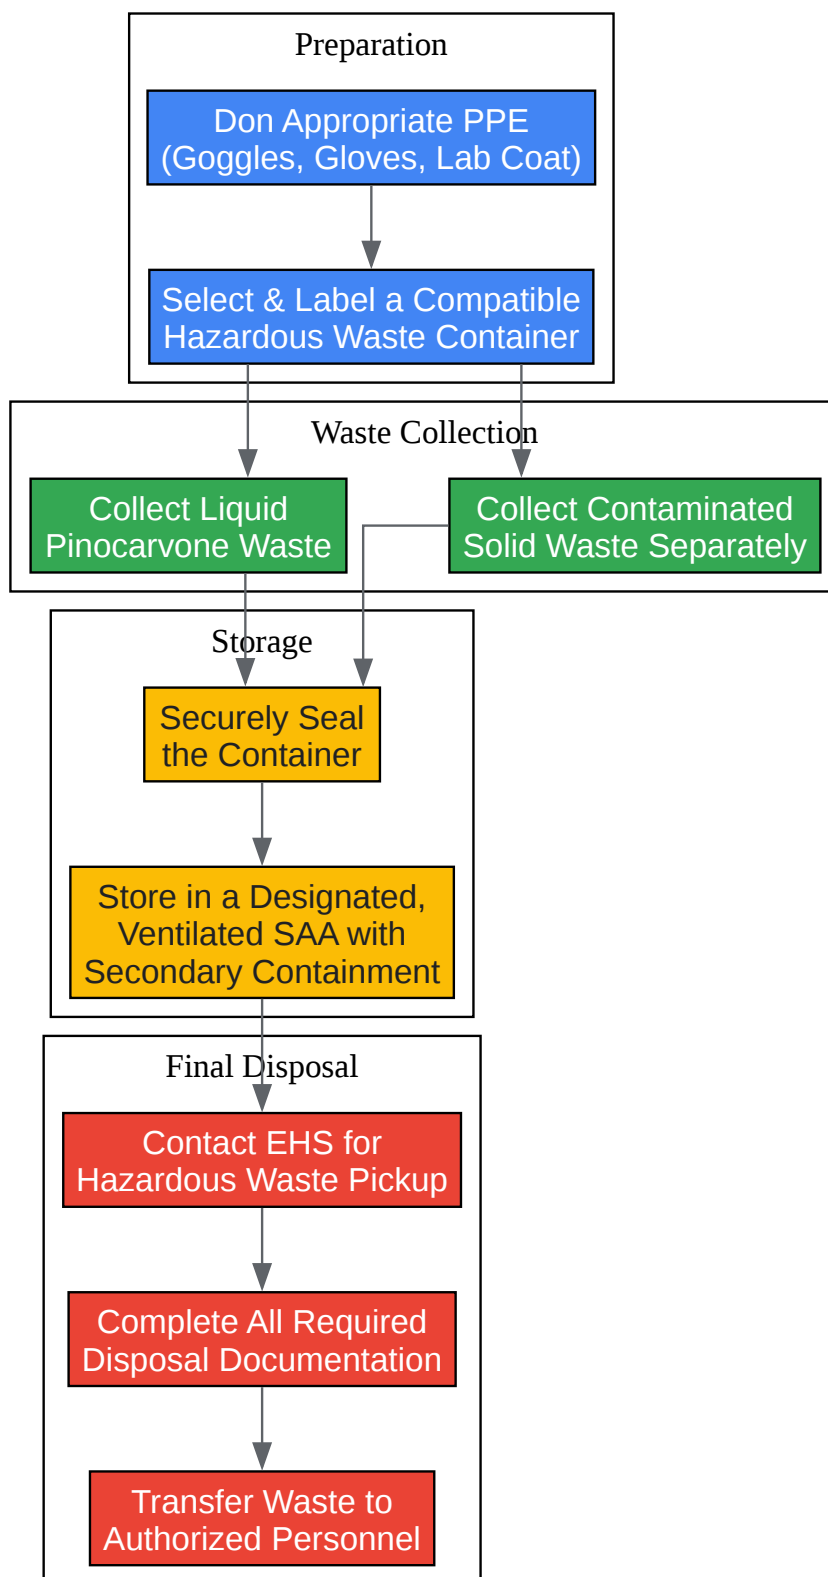 Preparation
Don Appropriate PPE
(Goggles, Gloves, Lab Coat)
Select & Label a Compatible
Hazardous Waste Container
Waste Collection
Collect Liquid
Pinocarvone Waste
Collect Contaminated
Solid Waste Separately
Storage
Securely Seal
the Container
Store in a Designated,
Ventilated SAA with
Secondary Containment
Final Disposal
Contact EHS for
Hazardous Waste Pickup
Complete All Required
Disposal Documentation
Transfer Waste to
Authorized Personnel